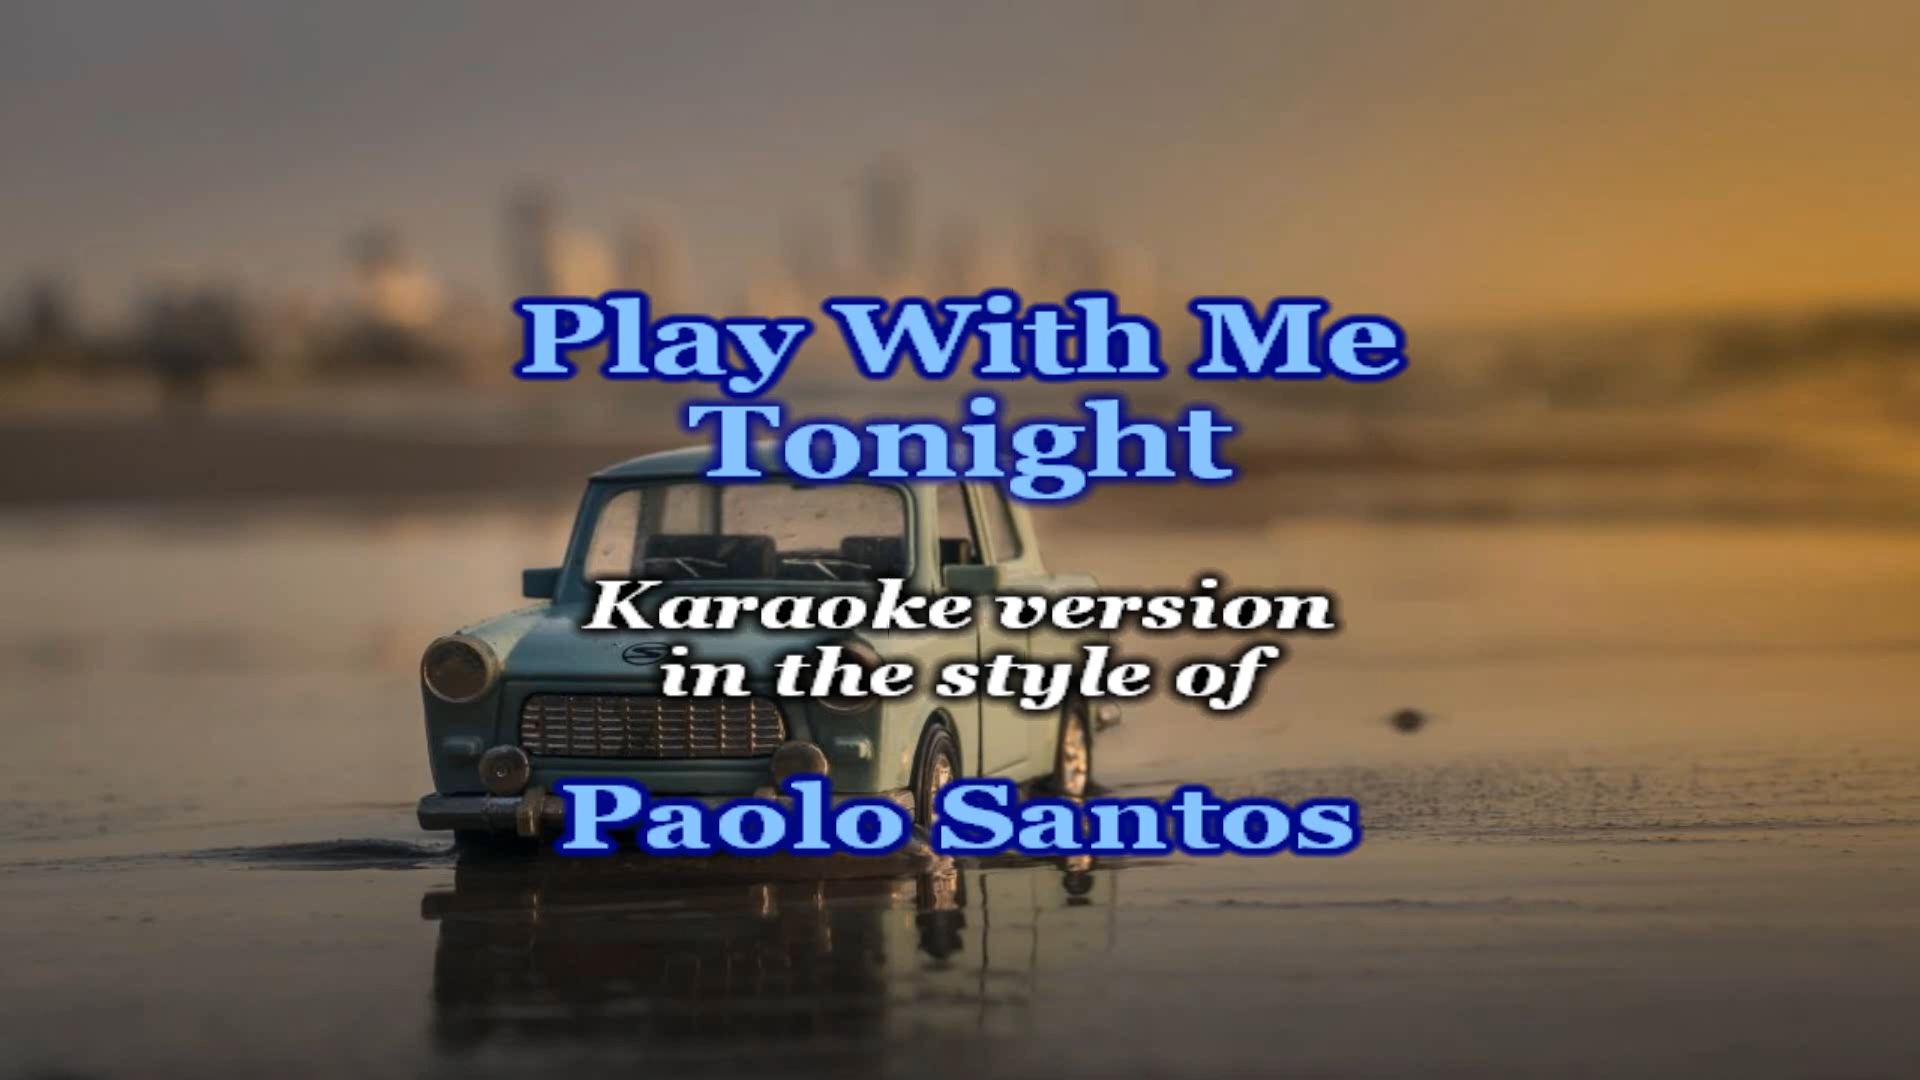 Play With Me
Tonight
Karaoke version
in the style of
Paolo Santos